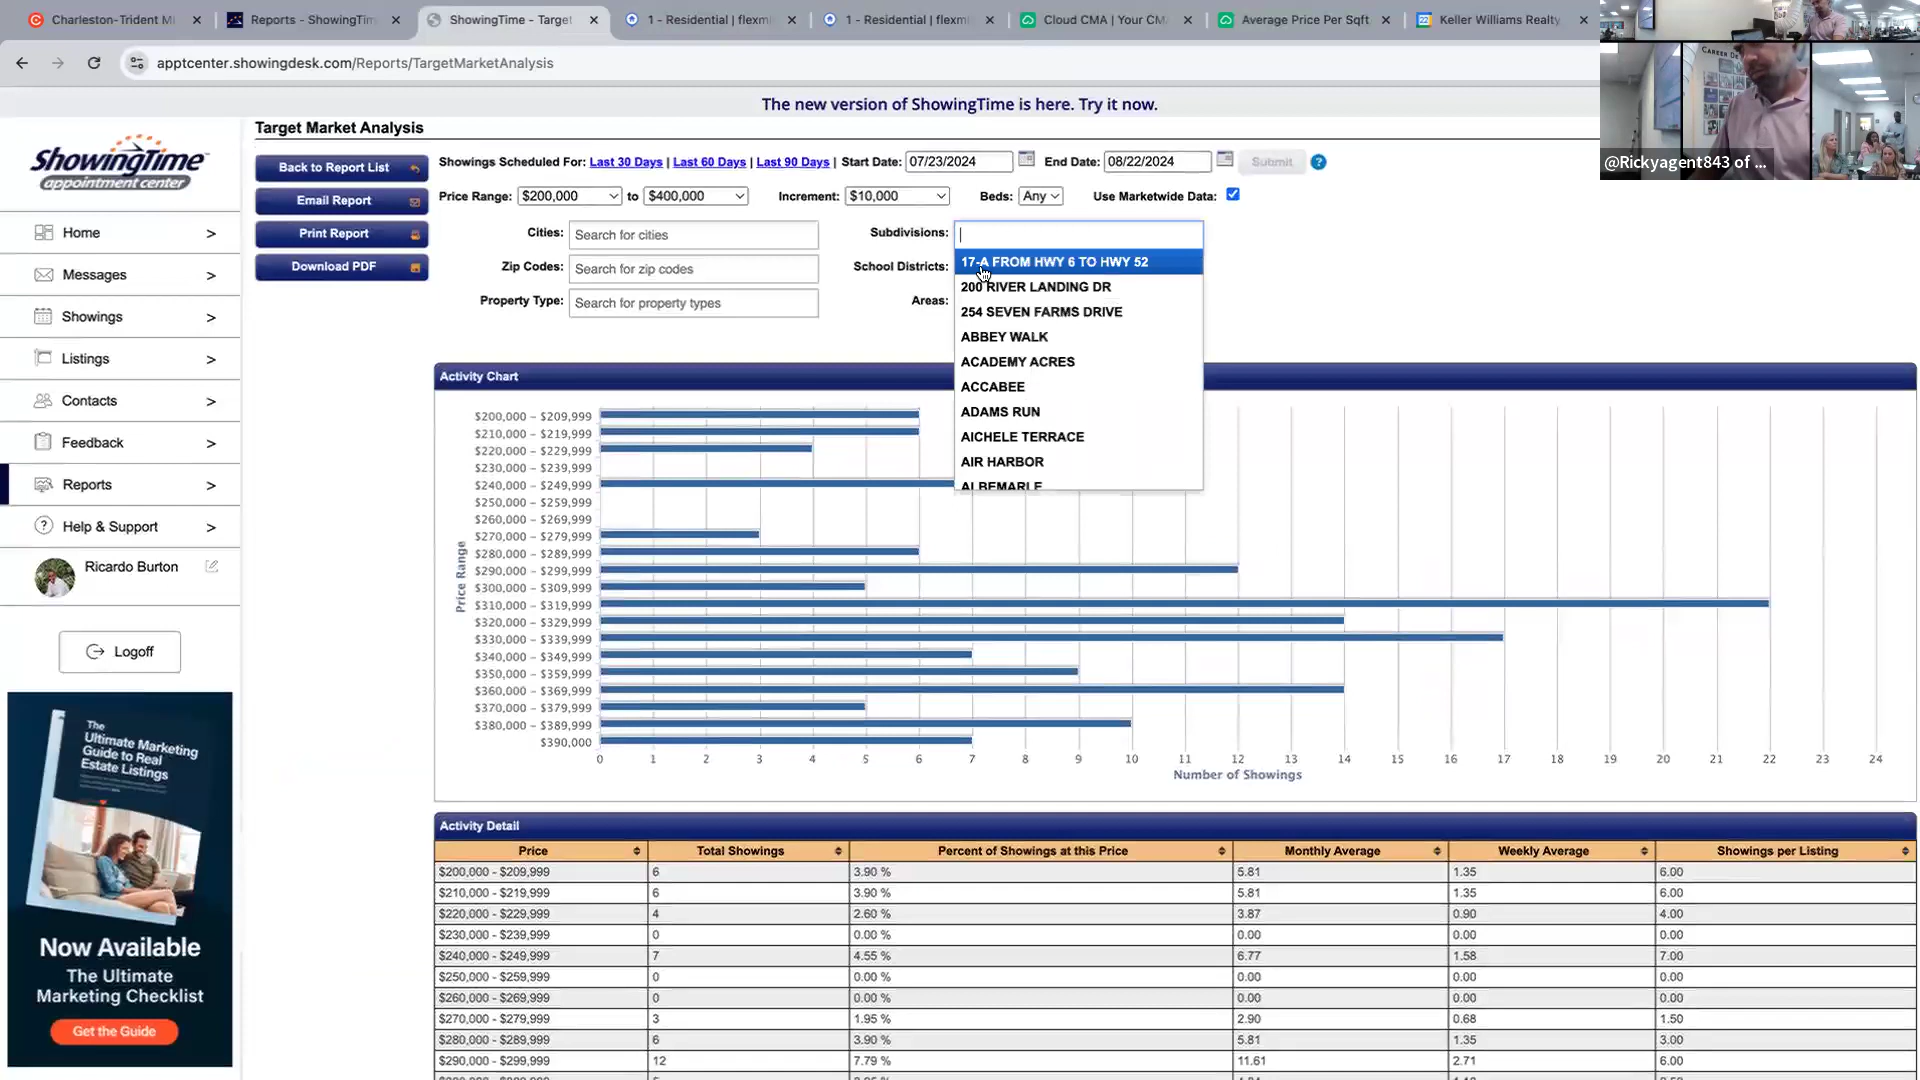 Charleston-Trident M
Reports - ShowingTim
ShowingTime - Target
1 - Residential | flexml
1 - Residential | flexml
Cloud CMA | Your CM
Average Price Per Sqft
Keller Williams Realty
apptcenter.showingdesk.com/Reports/TargetMarketAnalysis
CAREER
@Rickyagent843 of ...
The new version of ShowingTime is here. Try it now.
ShowingTime
appointment center
Home
Messages
Showings
Listings
Contacts
Feedback
Reports
Help & Support
Ricardo Burton
Logoff
The
Ultimate Marketing
Guide to Real
Estate Listings
Now Available
The Ultimate
Marketing Checklist
Get the Guide
Target Market Analysis
Back to Report List
Email Report
Print Report
Download PDF
Showings Scheduled For: Last 30 Days | Last 60 Days | Last 90 Days | Start Date: 07/23/2024 End Date: 08/22/2024 Submit ?
Price Range: $200,000 to $400,000 Increment: $10,000 Beds: Any Use Marketwide Data:
Cities: Search for cities
Zip Codes: Search for zip codes
Property Type: Search for property types
Subdivisions:
School Districts:
Areas:
17-A FROM HWY 6 TO HWY 52
200 RIVER LANDING DR
254 SEVEN FARMS DRIVE
ABBEY WALK
ACADEMY ACRES
ACCABEE
ADAMS RUN
AICHELE TERRACE
AIR HARBOR
ALBEMARLE
Activity Chart
Price Range
$200,000 – $209,999
$210,000 – $219,999
$220,000 – $229,999
$230,000 – $239,999
$240,000 – $249,999
$250,000 – $259,999
$260,000 – $269,999
$270,000 – $279,999
$280,000 – $289,999
$290,000 – $299,999
$300,000 – $309,999
$310,000 – $319,999
$320,000 – $329,999
$330,000 – $339,999
$340,000 – $349,999
$350,000 – $359,999
$360,000 – $369,999
$370,000 – $379,999
$380,000 – $389,999
$390,000
0 1 2 3 4 5 6 7 8 9 10 11 12 13 14 15 16 17 18 19 20 21 22 23 24
Number of Showings
Activity Detail
Price Total Showings Percent of Showings at this Price Monthly Average Weekly Average Showings per Listing
$200,000 - $209,999 6 3.90 % 5.81 1.35 6.00
$210,000 - $219,999 6 3.90 % 5.81 1.35 6.00
$220,000 - $229,999 4 2.60 % 3.87 0.90 4.00
$230,000 - $239,999 0 0.00 % 0.00 0.00 0.00
$240,000 - $249,999 7 4.55 % 6.77 1.58 7.00
$250,000 - $259,999 0 0.00 % 0.00 0.00 0.00
$260,000 - $269,999 0 0.00 % 0.00 0.00 0.00
$270,000 - $279,999 3 1.95 % 2.90 0.68 1.50
$280,000 - $289,999 6 3.90 % 5.81 1.35 3.00
$290,000 - $299,999 12 7.79 % 11.61 2.71 6.00